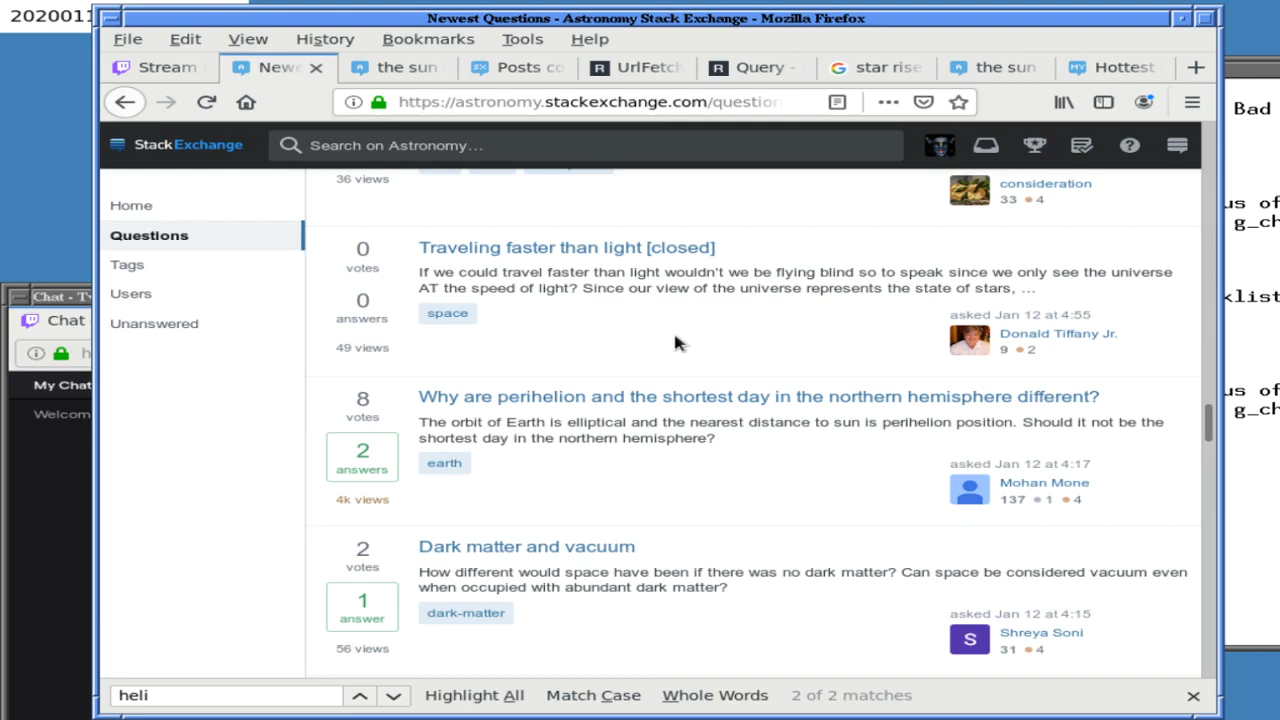 2020011
Newest Questions - Astronomy Stack Exchange - Mozilla Firefox
File Edit View History Bookmarks Tools Help
Stream Newe the sun Posts co UrlFetch Query - star rise the sun Hottest
https://astronomy.stackexchange.com/question
StackExchange Search on Astronomy…
36 views
consideration
33 4
Home
Questions
Tags
Users
Unanswered
0
votes
0
answers
49 views
Traveling faster than light [closed]
If we could travel faster than light wouldn't we be flying blind so to speak since we only see the universe
AT the speed of light? Since our view of the universe represents the state of stars, ...
space
asked Jan 12 at 4:55
Donald Tiffany Jr.
9 2
8
votes
2
answers
4k views
Why are perihelion and the shortest day in the northern hemisphere different?
The orbit of Earth is elliptical and the nearest distance to sun is perihelion position. Should it not be the
shortest day in the northern hemisphere?
earth
asked Jan 12 at 4:17
Mohan Mone
137 1 4
2
votes
1
answer
56 views
Dark matter and vacuum
How different would space have been if there was no dark matter? Can space be considered vacuum even
when occupied with abundant dark matter?
dark-matter
asked Jan 12 at 4:15
S
Shreya Soni
31 4
heli Highlight All Match Case Whole Words 2 of 2 matches
Chat - Tw
Chat
h
My Chat
Welcom
Bad
us of
g_ch
klist
us of
g_ch